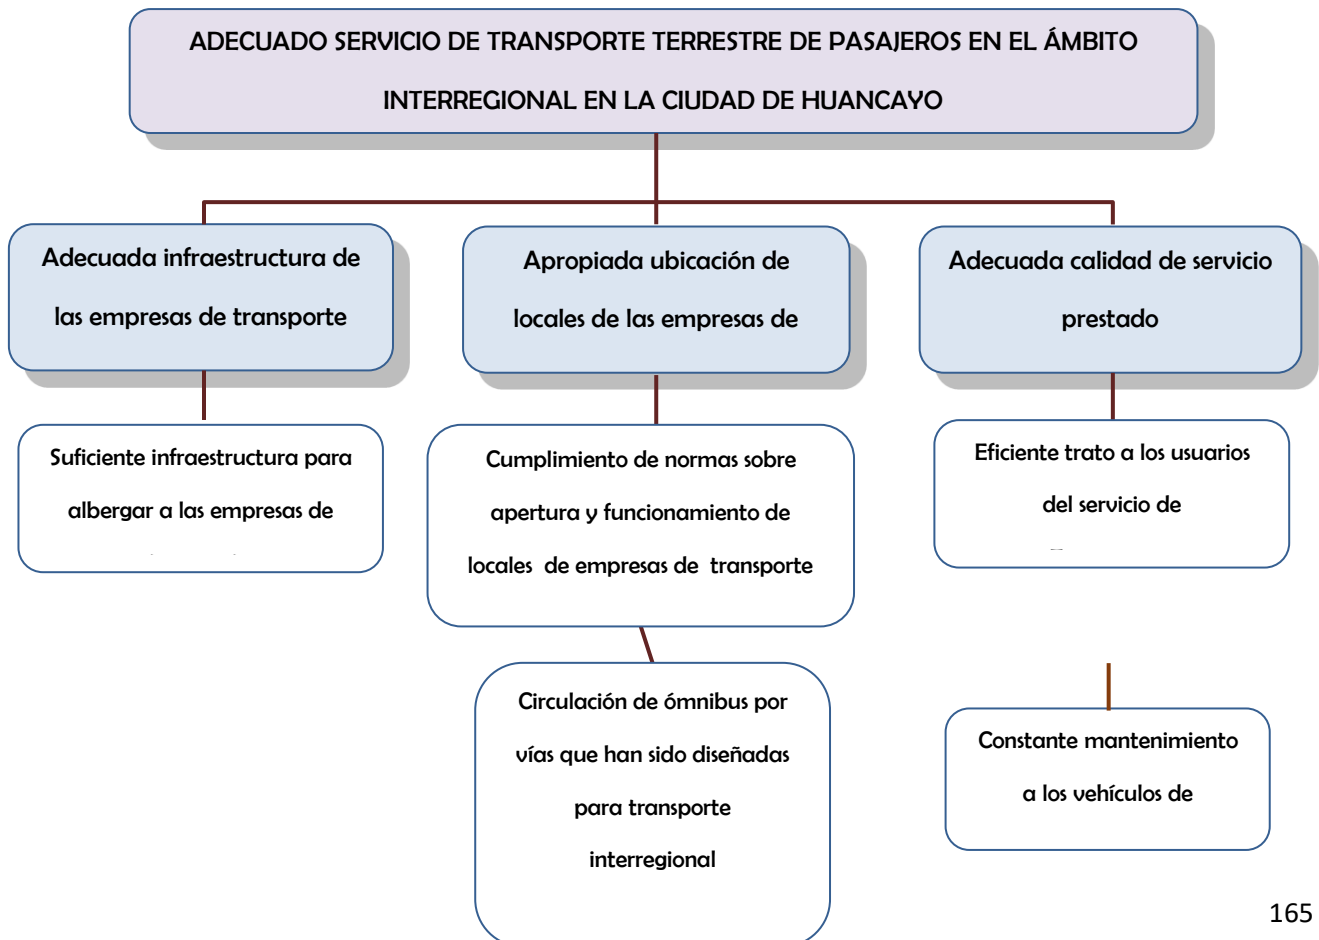 ADECUADO SERVICIO DE TRANSPORTE TERRESTRE DE PASAJEROS EN EL ÁMBITO
INTERREGIONAL EN LA CIUDAD DE HUANCAYO
Adecuada infraestructura de
las empresas de transporte
Apropiada ubicación de
locales de las empresas de
Adecuada calidad de servicio
prestado
Suficiente infraestructura para
albergar a las empresas de
Cumplimiento de normas sobre
apertura y funcionamiento de
locales de empresas de transporte
Eficiente trato a los usuarios
del servicio de
Circulación de ómnibus por
vías que han sido diseñadas
para transporte
interregional
Constante mantenimiento
a los vehículos de
165